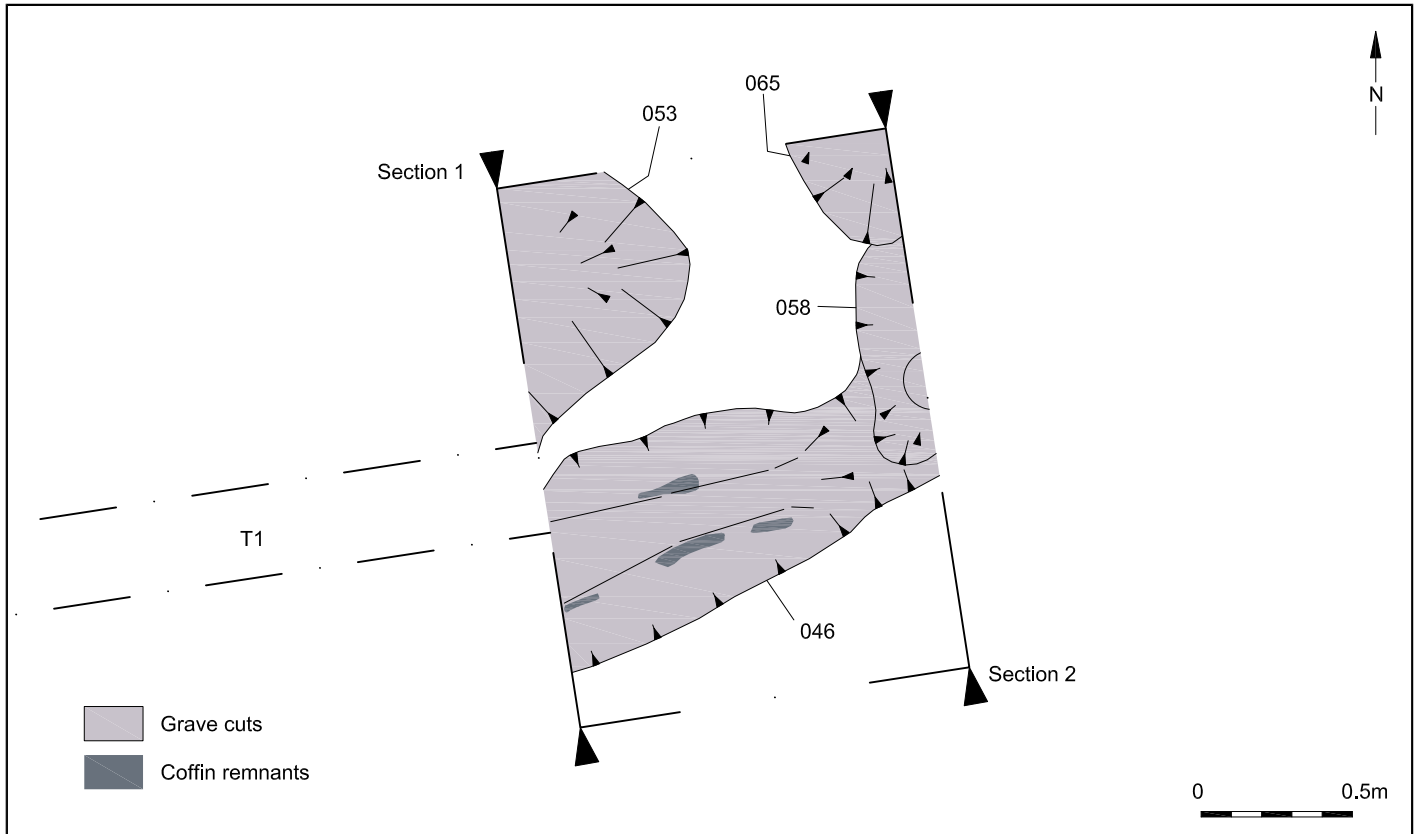 065
053
N
Section 1
058
T1
046
Section 2
Grave cuts
Coffin remnants
0 0.5m